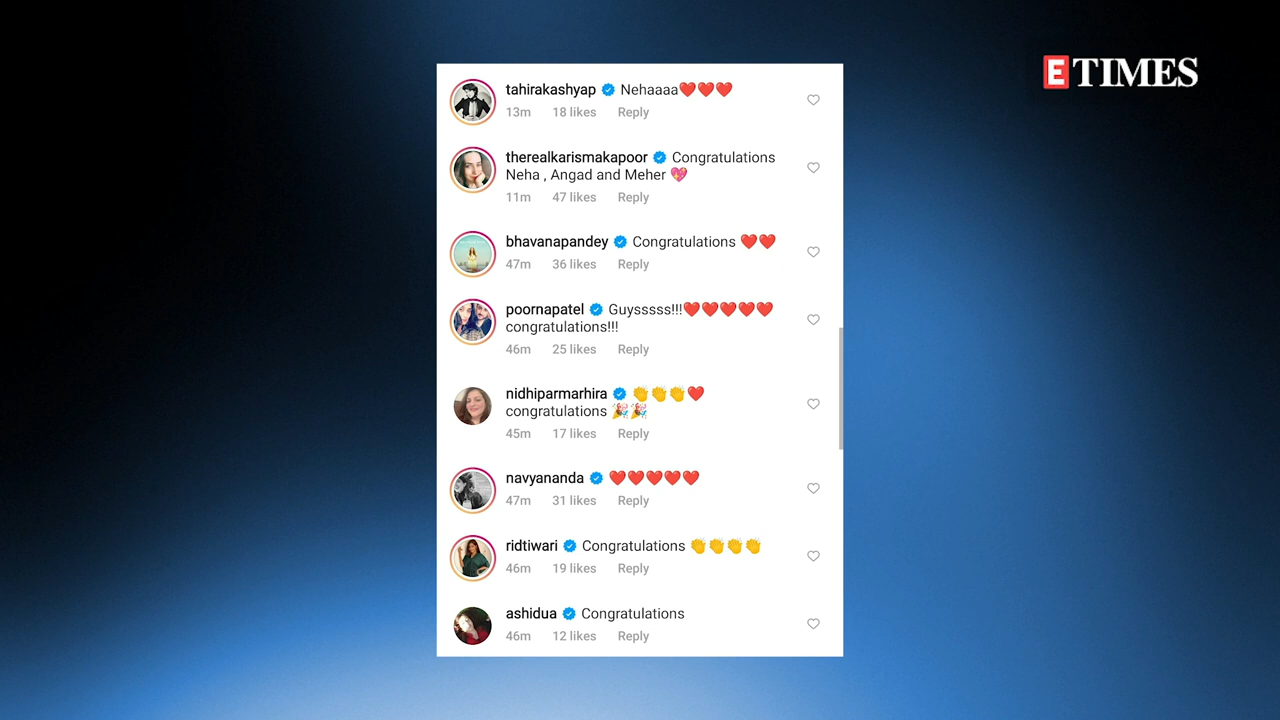 E TIMES
tahirakashyap Nehaaaa❤️❤️❤️
13m 18 likes Reply
therealkarismakapoor Congratulations
Neha , Angad and Meher 💖
11m 47 likes Reply
bhavanapandey Congratulations ❤️❤️
47m 36 likes Reply
poornapatel Guysssss!!!❤️❤️❤️❤️❤️
congratulations!!!
46m 25 likes Reply
nidhiparmarhira 👏👏👏❤️
congratulations 🎉🎉
45m 17 likes Reply
navyananda ❤️❤️❤️❤️❤️
47m 31 likes Reply
ridtiwari Congratulations 👏👏👏👏
46m 19 likes Reply
ashidua Congratulations
46m 12 likes Reply